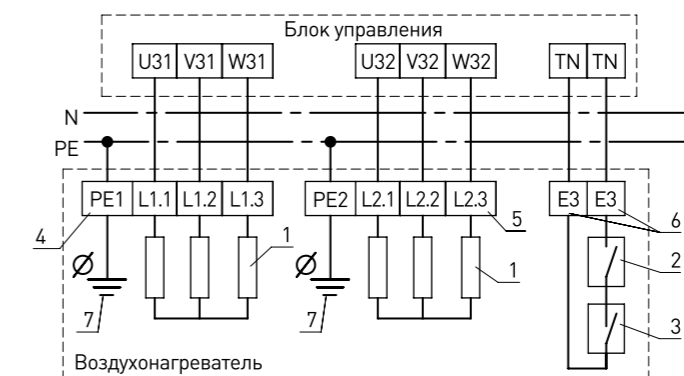 Блок управления
U31 V31 W31 U32 V32 W32 TN TN
N
PE
PE1 L1.1 L1.2 L1.3 PE2 L2.1 L2.2 L2.3 E3 E3
4 5 6
1 1 2
7 7 3
Воздухонагреватель